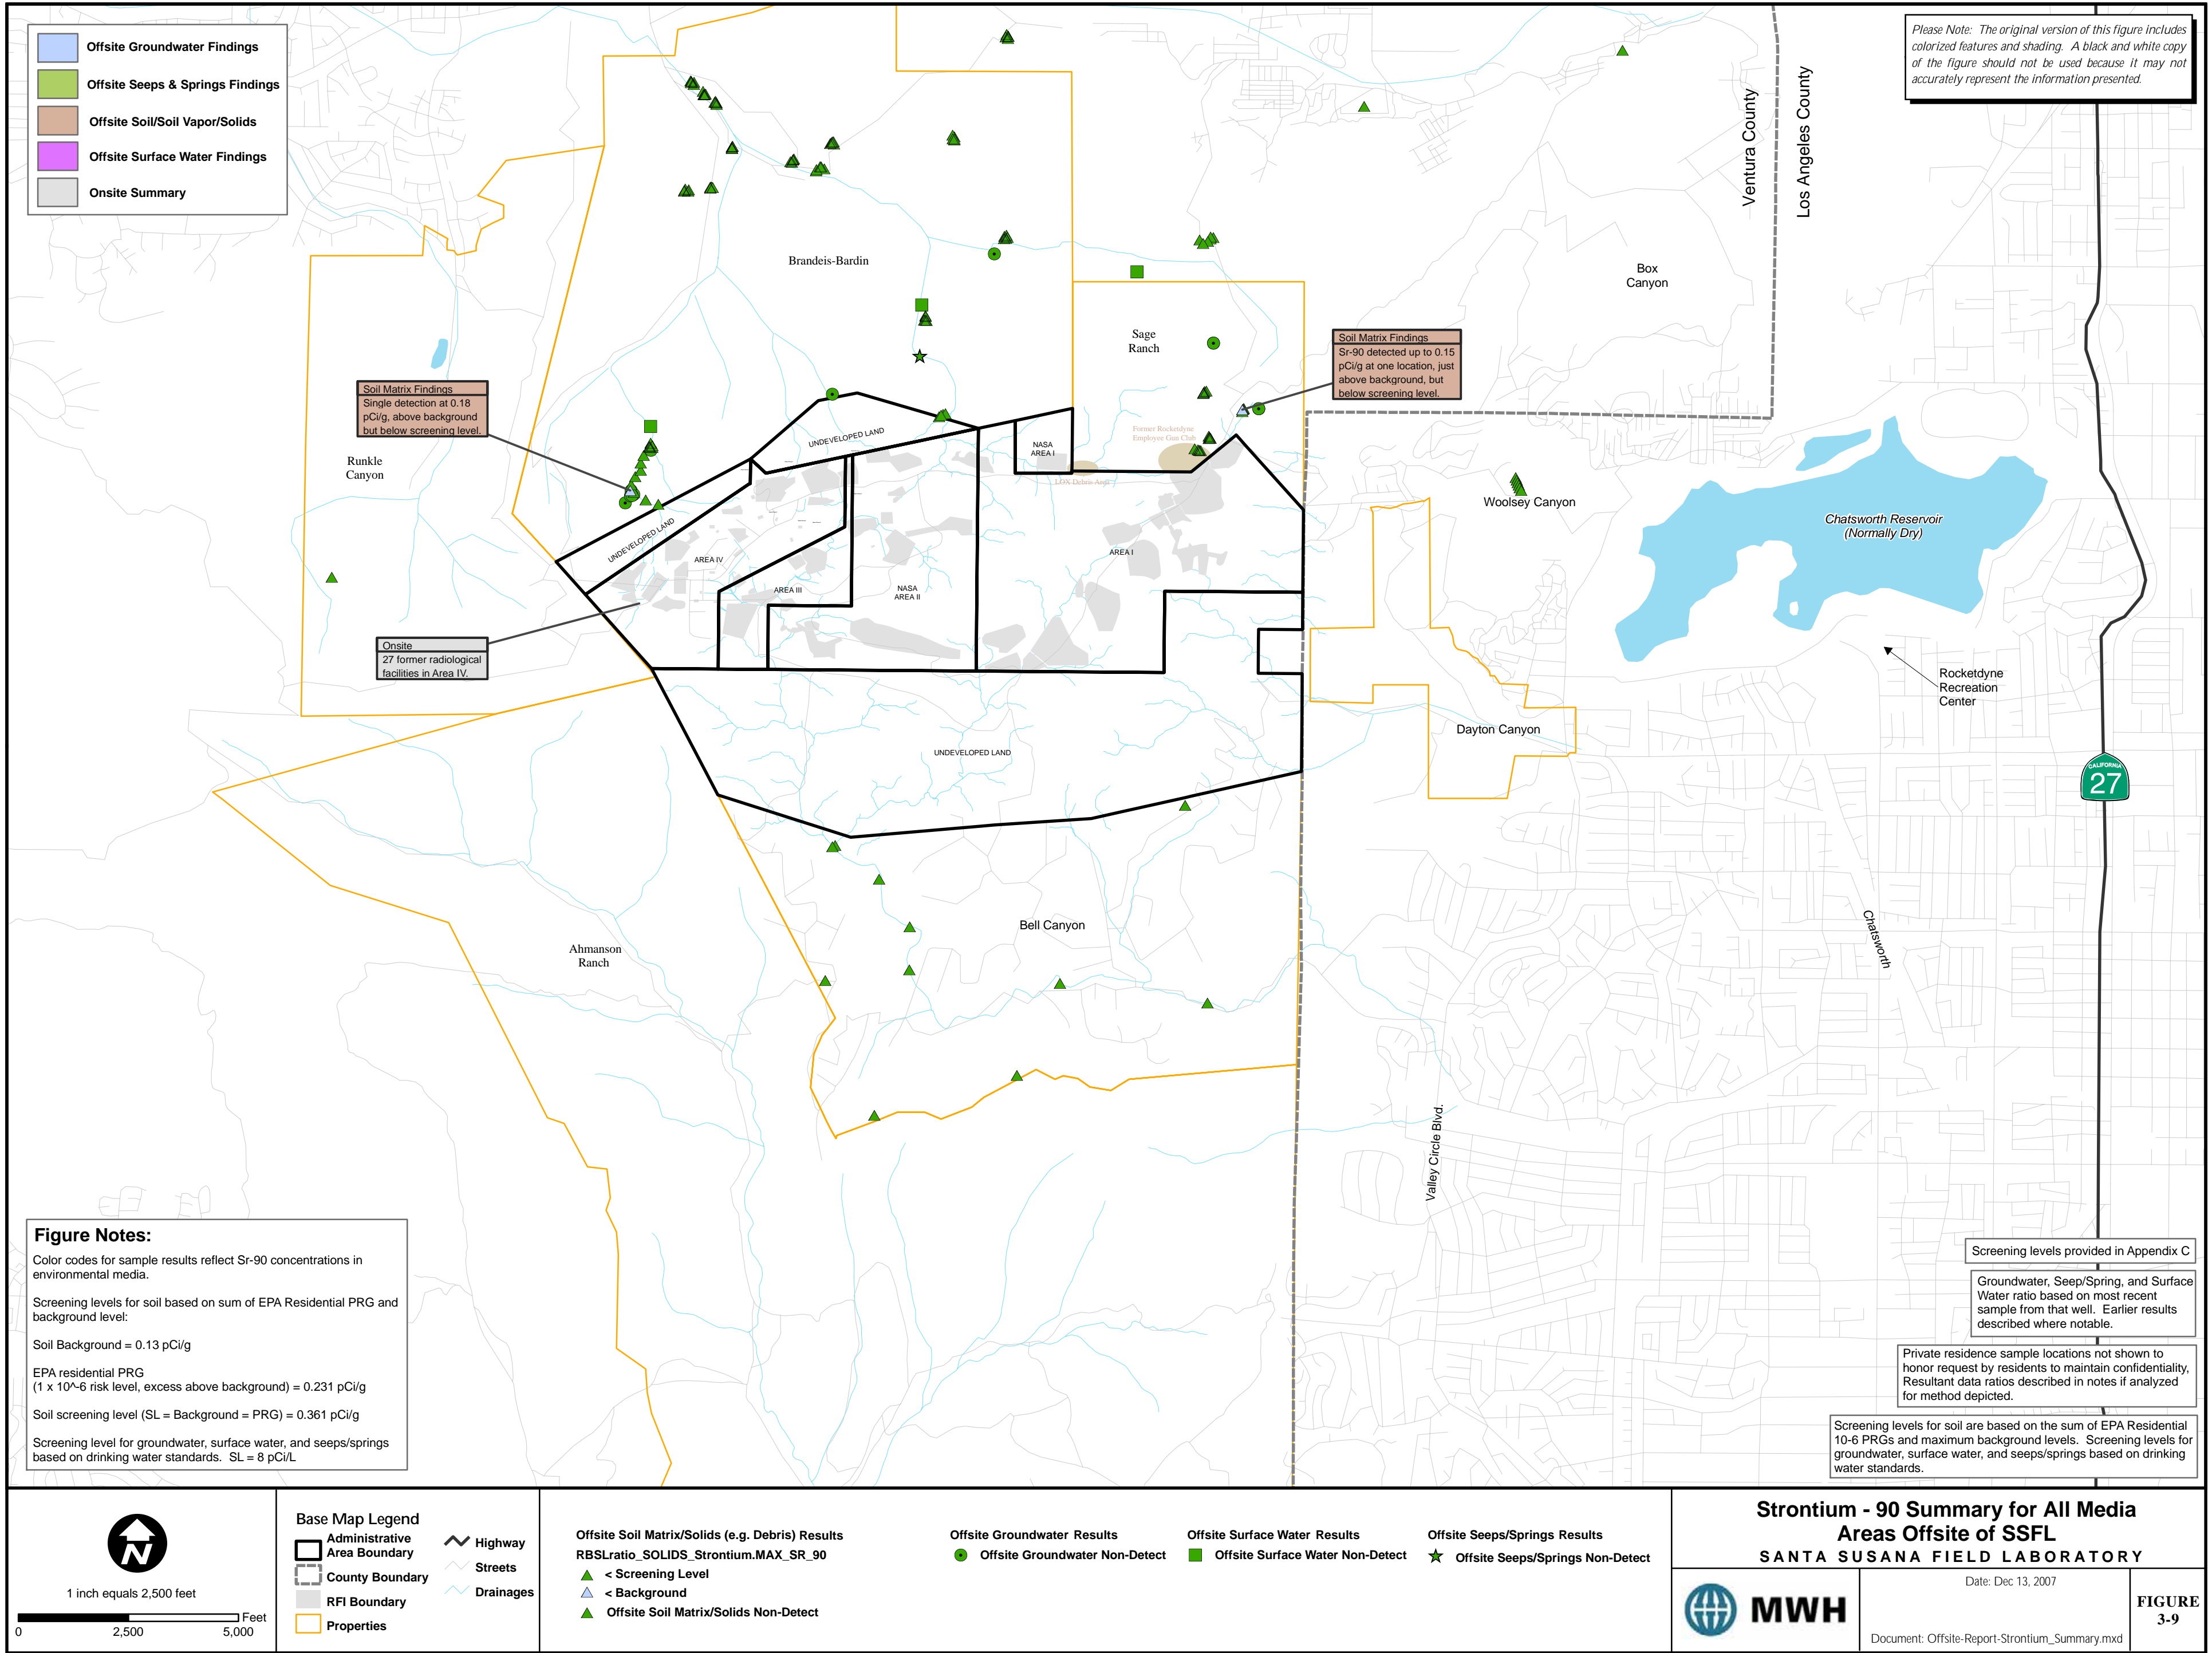 Offsite Groundwater Findings
Offsite Seeps & Springs Findings
Offsite Soil/Soil Vapor/Solids
Offsite Surface Water Findings
Onsite Summary
Please Note: The original version of this figure includes
colorized features and shading. A black and white copy
of the figure should not be used because it may not
accurately represent the information presented.
Ventura County
Los Angeles County
Brandeis-Bardin
Box
Canyon
Sage
Ranch
Soil Matrix Findings
Sr-90 detected up to 0.15
pCi/g at one location, just
above background, but
below screening level.
Soil Matrix Findings
Single detection at 0.18
pCi/g, above background
but below screening level.
Runkle
Canyon
UNDEVELOPED LAND
NASA
AREA I
Former Rocketdyne
Employee Gun Club
LOX Debris Area
Woolsey Canyon
Chatsworth Reservoir
(Normally Dry)
UNDEVELOPED LAND
AREA IV
AREA III
NASA
AREA II
AREA I
Onsite
27 former radiological
facilities in Area IV.
Rocketdyne
Recreation
Center
Dayton Canyon
UNDEVELOPED LAND
CALIFORNIA
27
Bell Canyon
Ahmanson
Ranch
Chatsworth
Valley Circle Blvd.
Figure Notes:
Color codes for sample results reflect Sr-90 concentrations in
environmental media.
Screening levels for soil based on sum of EPA Residential PRG and
background level:
Soil Background = 0.13 pCi/g
EPA residential PRG
(1 x 10^-6 risk level, excess above background) = 0.231 pCi/g
Soil screening level (SL = Background = PRG) = 0.361 pCi/g
Screening level for groundwater, surface water, and seeps/springs
based on drinking water standards. SL = 8 pCi/L
Screening levels provided in Appendix C
Groundwater, Seep/Spring, and Surface
Water ratio based on most recent
sample from that well. Earlier results
described where notable.
Private residence sample locations not shown to
honor request by residents to maintain confidentiality,
Resultant data ratios described in notes if analyzed
for method depicted.
Screening levels for soil are based on the sum of EPA Residential
10-6 PRGs and maximum background levels. Screening levels for
groundwater, surface water, and seeps/springs based on drinking
water standards.
N
1 inch equals 2,500 feet
Feet
0 2,500 5,000
Base Map Legend
Administrative
Area Boundary
County Boundary
RFI Boundary
Properties
Highway
Streets
Drainages
Offsite Soil Matrix/Solids (e.g. Debris) Results
RBSLratio_SOLIDS_Strontium.MAX_SR_90
< Screening Level
< Background
Offsite Soil Matrix/Solids Non-Detect
Offsite Groundwater Results
Offsite Groundwater Non-Detect
Offsite Surface Water Results
Offsite Surface Water Non-Detect
Offsite Seeps/Springs Results
Offsite Seeps/Springs Non-Detect
Strontium - 90 Summary for All Media
Areas Offsite of SSFL
SANTA SUSANA FIELD LABORATORY
MWH
Date: Dec 13, 2007
Document: Offsite-Report-Strontium_Summary.mxd
FIGURE
3-9